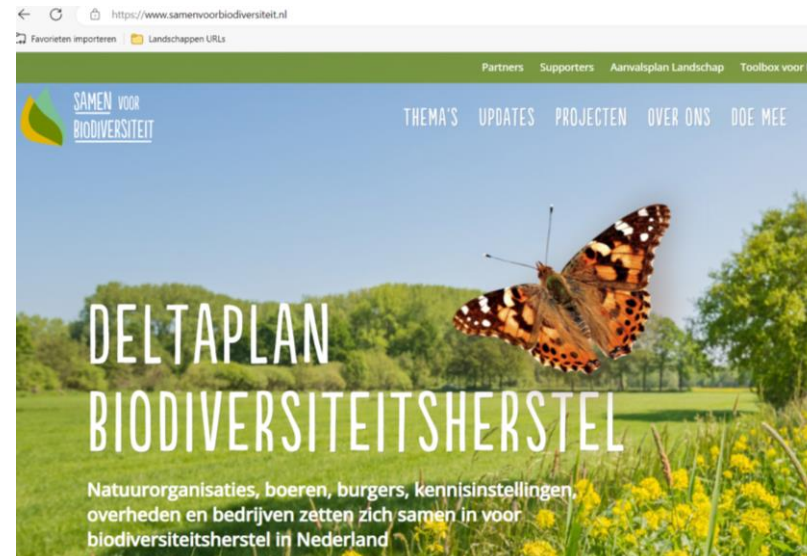 https://www.samenvoorbiodiversiteit.nl
Favorieten importeren Landschappen URLs
Partners Supporters Aanvalsplan Landschap Toolbox voor
SAMEN VOOR
BIODIVERSITEIT
THEMA'S UPDATES PROJECTEN OVER ONS DOE MEE
DELTAPLAN
BIODIVERSITEITSHERSTEL
Natuurorganisaties, boeren, burgers, kennisinstellingen,
overheden en bedrijven zetten zich samen in voor
biodiversiteitsherstel in Nederland